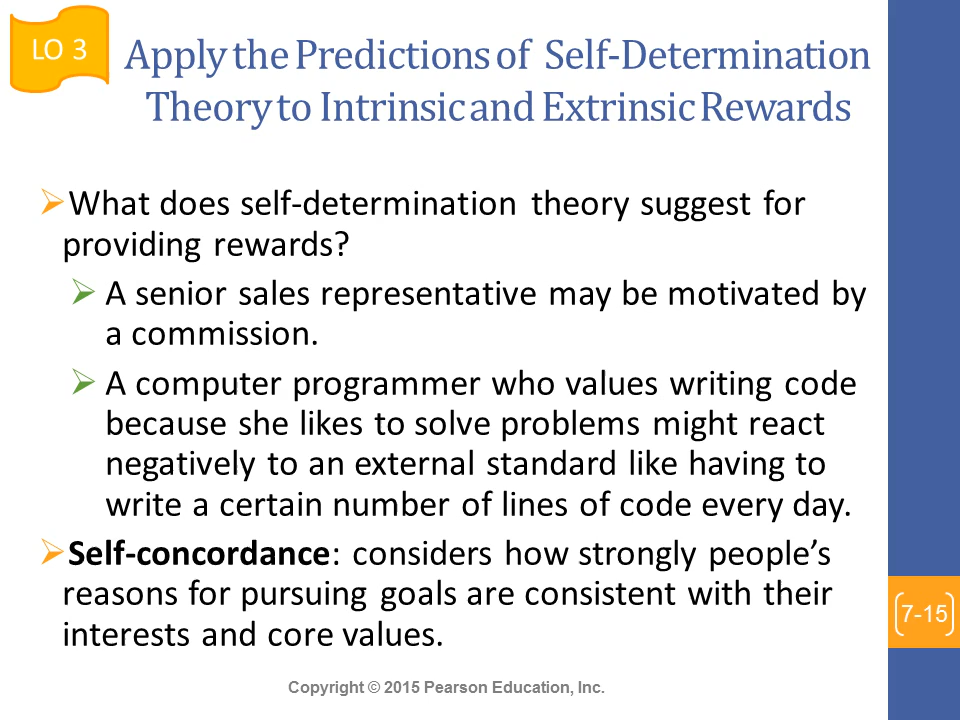 LO 3
Apply the Predictions of Self-Determination
Theory to Intrinsic and Extrinsic Rewards
What does self-determination theory suggest for
providing rewards?
A senior sales representative may be motivated by
a commission.
A computer programmer who values writing code
because she likes to solve problems might react
negatively to an external standard like having to
write a certain number of lines of code every day.
Self-concordance: considers how strongly people’s
reasons for pursuing goals are consistent with their
interests and core values.
7-15
Copyright © 2015 Pearson Education, Inc.